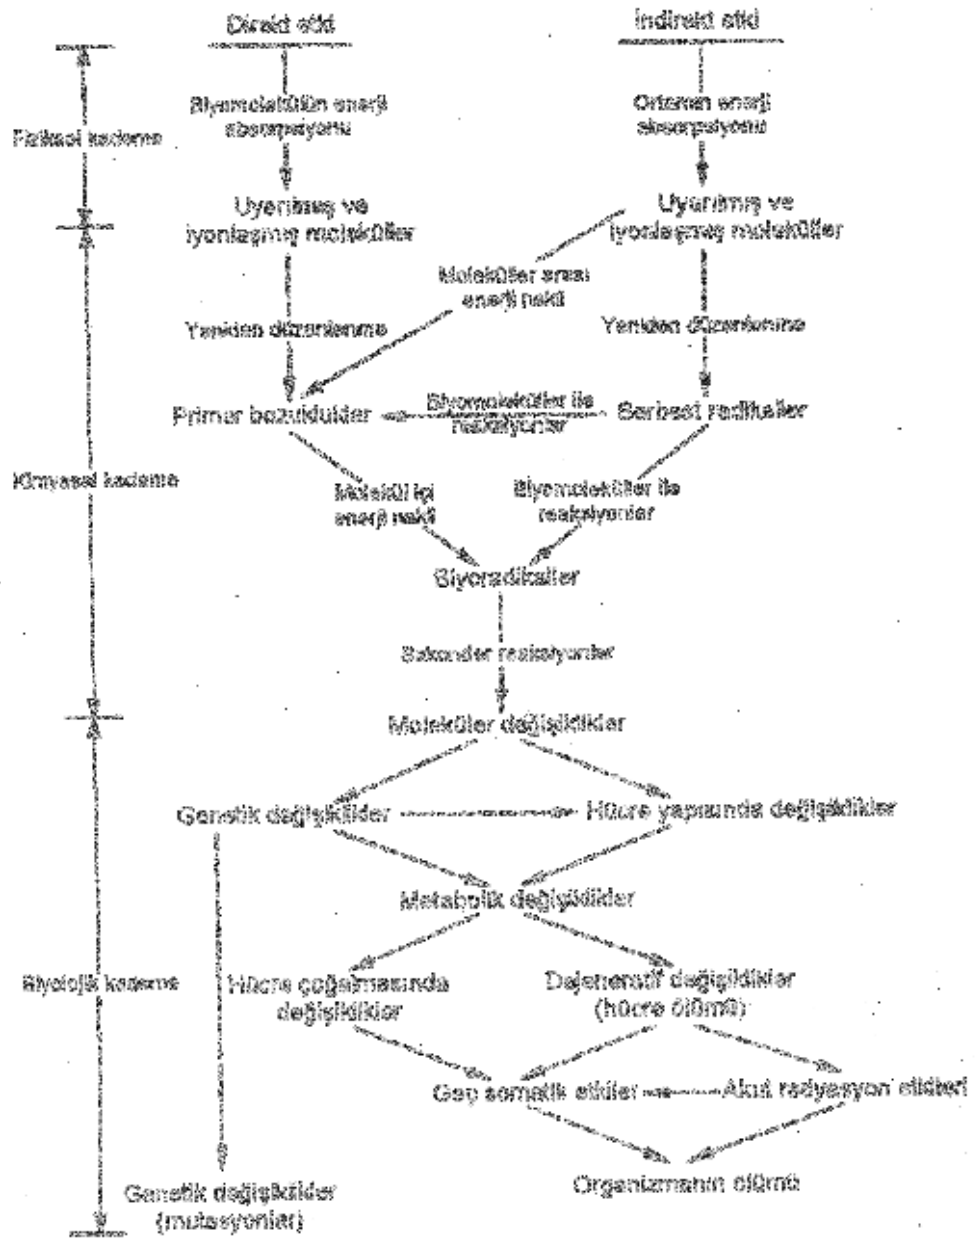 Direkt etki
İndirekt etki
Biyomolekülün enerji
absorpsiyonu
Ortamın enerji
absorpsiyonu
Fiziksel kademe
Uyarılmış ve
iyonlaşmış moleküller
Uyarılmış ve
iyonlaşmış moleküller
Moleküller arası
enerji nakli
Yeniden düzenlenme
Yeniden düzenlenme
Primer bozukluklar
Biyomoleküller ile
reaksiyonlar
Serbest radikaller
Kimyasal kademe
Molekül içi
enerji nakli
Biyomoleküller ile
reaksiyonlar
Biyoradikaller
Sekonder reaksiyonlar
Moleküler değişiklikler
Genetik değişiklikler
Hücre yapısında değişiklikler
Metabolik değişiklikler
Biyolojik kademe
Hücre çoğalmasında
değişiklikler
Dejeneratif değişiklikler
(hücre ölümü)
Geç somatik etkiler
Akut radyasyon etkileri
Genetik değişiklikler
(mutasyonlar)
Organizmanın ölümü